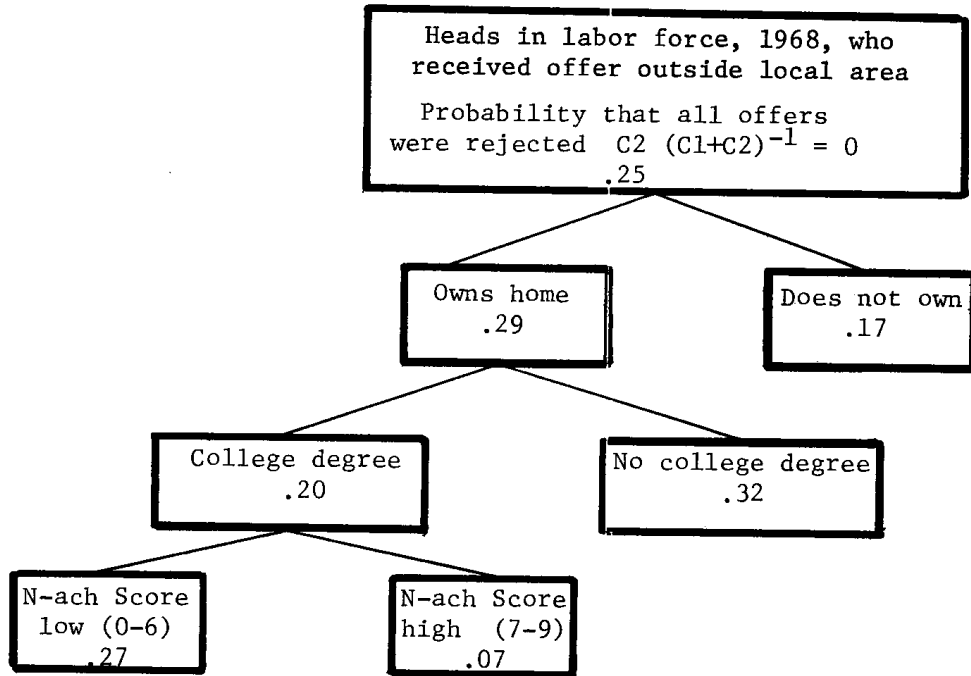 Heads in labor force, 1968, who
received offer outside local area
Probability that all offers
were rejected C2 (C1+C2)⁻¹ = 0
.25
Owns home
.29
Does not own
.17
College degree
.20
No college degree
.32
N-ach Score
low (0-6)
.27
N-ach Score
high (7-9)
.07